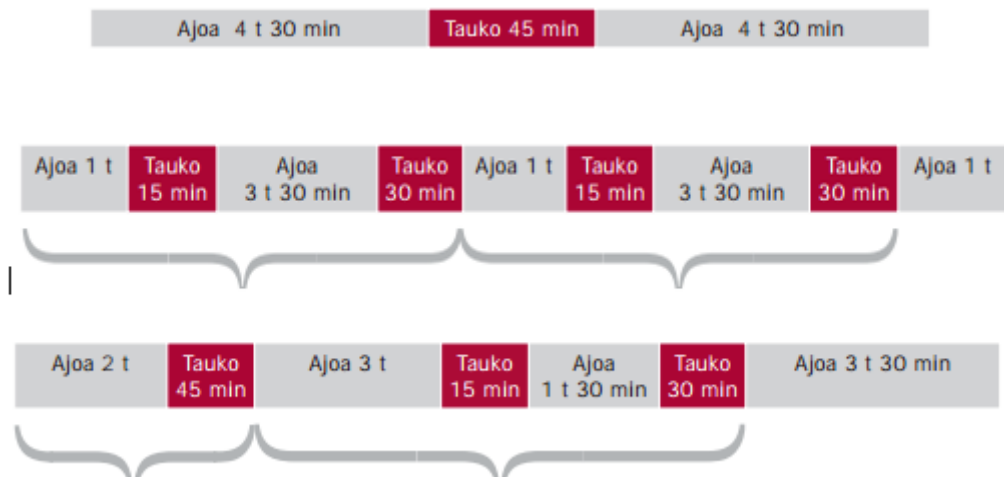 Ajoa 4 t 30 min Tauko 45 min Ajoa 4 t 30 min
Ajoa 1 t Tauko Ajoa Tauko Ajoa 1 t Tauko Ajoa Tauko Ajoa 1 t
15 min 3 t 30 min 30 min 15 min 3 t 30 min 30 min
Ajoa 2 t Tauko Ajoa 3 t Tauko Ajoa Tauko Ajoa 3 t 30 min
45 min 15 min 1 t 30 min 30 min